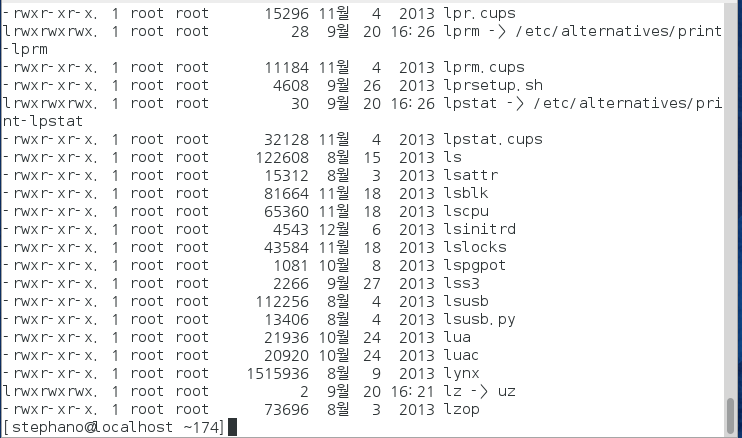 -rwxr-xr-x. 1 root root 15296 11월 4 2013 lpr.cups
lrwxrwxrwx. 1 root root 28 9월 20 16:26 lprm -> /etc/alternatives/print
-lprm
-rwxr-xr-x. 1 root root 11184 11월 4 2013 lprm.cups
-rwxr-xr-x. 1 root root 4608 9월 26 2013 lprsetup.sh
lrwxrwxrwx. 1 root root 30 9월 20 16:26 lpstat -> /etc/alternatives/pri
nt-lpstat
-rwxr-xr-x. 1 root root 32128 11월 4 2013 lpstat.cups
-rwxr-xr-x. 1 root root 122608 8월 15 2013 ls
-rwxr-xr-x. 1 root root 15312 8월 3 2013 lsattr
-rwxr-xr-x. 1 root root 81664 11월 18 2013 lsblk
-rwxr-xr-x. 1 root root 65360 11월 18 2013 lscpu
-rwxr-xr-x. 1 root root 4543 12월 6 2013 lsinitrd
-rwxr-xr-x. 1 root root 43584 11월 18 2013 lslocks
-rwxr-xr-x. 1 root root 1081 10월 8 2013 lspgpot
-rwxr-xr-x. 1 root root 2266 9월 27 2013 lss3
-rwxr-xr-x. 1 root root 112256 8월 4 2013 lsusb
-rwxr-xr-x. 1 root root 13406 8월 4 2013 lsusb.py
-rwxr-xr-x. 1 root root 21936 10월 24 2013 lua
-rwxr-xr-x. 1 root root 20920 10월 24 2013 luac
-rwxr-xr-x. 1 root root 1515936 8월 9 2013 lynx
lrwxrwxrwx. 1 root root 2 9월 20 16:21 lz -> uz
-rwxr-xr-x. 1 root root 73696 8월 3 2013 lzop
[stephano@localhost ~174]